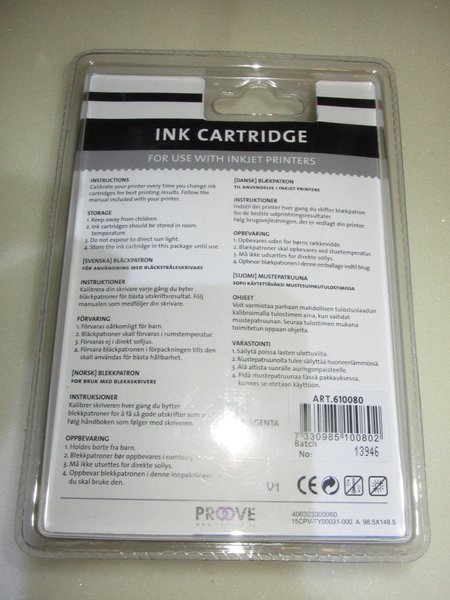 INK CARTRIDGE
FOR USE WITH INKJET PRINTERS
INSTRUCTIONS
Calibrate your printer every time you change ink
cartridges for best printing results. Follow the
manual included with your printer.
STORAGE
1. Keep away from children.
2. Ink cartridges should be stored in room
temperature.
3. Do not expose to direct sun light.
4. Store the ink cartridge in this package until use.
[SVENSKA] BLÄCKPATRON
FÖR ANVÄNDNING MED BLÄCKSTRÅLESKRIVARE
INSTRUKTIONER
Kalibrera din skrivare varje gång du byter
bläckpatroner för bästa utskriftsresultat. Följ
manualen som medföljer din skrivare.
FÖRVARING
1. Förvaras oåtkomligt för barn.
2. Bläckpatroner skall förvaras i rumstemperatur.
3. Förvaras ej i direkt solljus.
4. Förvara bläckpatronen i förpackningen tills den
skall användas för bästa hållbarhet.
[NORSK] BLEKKPATRON
FOR BRUK MED BLEKKSKRIVERE
INSTRUKSJONER
Kalibrer skriveren hver gang du bytter
blekkpatroner for å få så gode utskrifter som
Følg håndboken som følger med skriveren.
OPPBEVARING
1. Holdes borte fra barn.
2. Blekkpatroner bør oppbevares i
3. Må ikke utsettes for direkte sollys.
4. Oppbevar blekkpatronen i denne
du skal bruke den.
[DANSK] BLÆKPATRON
TIL ANVENDELSE I INKJET PRINTERE
INSTRUKTIONER
Indstil din printer hver gang du skifter blækpatron
for de bedste udprintningsresultater.
Følg brugsvejledningen, der er vedlagt din printer.
OPBEVARING
1. Opbevares uden for børns rækkevidde.
2. Blækpatroner skal opbevares ved stuetemperatur.
3. Må ikke udsættes for direkte sollys.
4. Opbevar blækpatronen i denne emballage indtil brug.
[SUOMI] MUSTEPATRUUNA
SOPII KÄYTETTÄVÄKSI MUSTESUIHKUTULOSTIMISSA
OHJEET
Voit varmistaa parhaan mahdollisen tulostuslaadun
kalibroimalla tulostimen aina, kun vaihdat
mustepatruunan. Seuraa tulostimen mukana
toimitetun oppaan ohjeita.
VARASTOINTI
1. Säilytä poissa lasten ulottuvilta.
2. Mustepatruunoita tulee säilyttää huoneenlämmössä.
3. Älä altista suoralle auringonpaisteelle.
4. Pidä mustepatruunaa tässä pakkauksessa,
kunnes se otetaan käyttöön.
ART.610080
AGENTA
7 330985 100802
Batch
No: 13946
V1
CE
PROOVE
406303000060
15CPV-TY00031-000 A 98.5X148.5